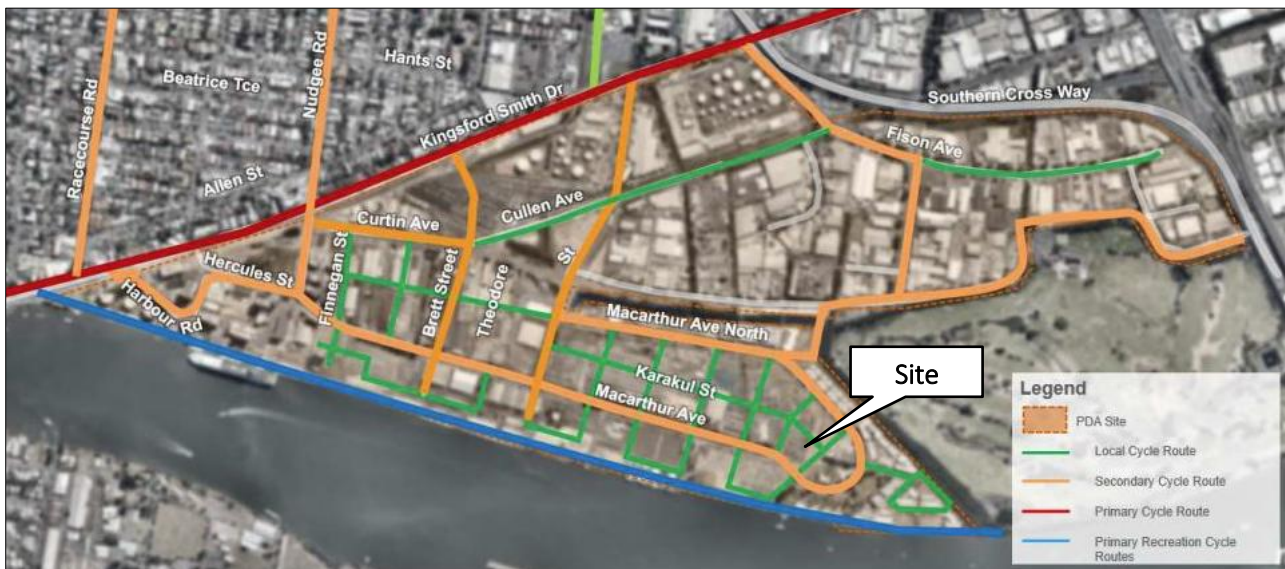 Racecourse Rd
Beatrice Tce
Nudgee Rd
Hants St
Kingsford Smith Dr
Southern Cross Way
Fison Ave
Allen St
Curtin Ave
Cullen Ave
Hercules St
Harbour Rd
Finnegan St
Brett Street
Theodore
St
Macarthur Ave North
Karakul St
Macarthur Ave
Site
Legend
PDA Site
Local Cycle Route
Secondary Cycle Route
Primary Cycle Route
Primary Recreation Cycle
Routes